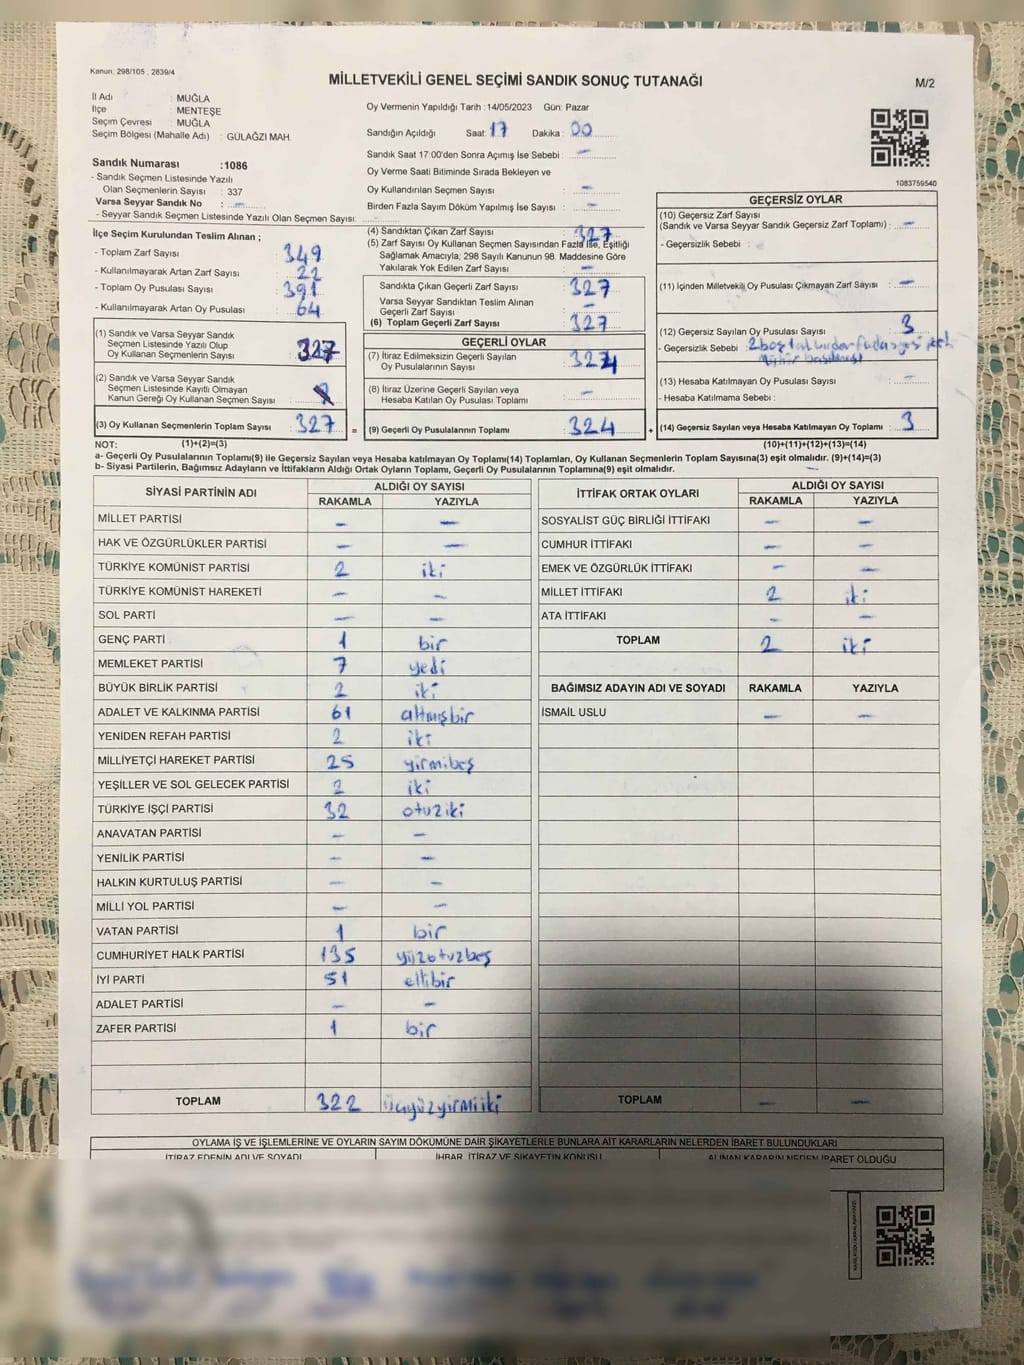 Kanun: 298/105 , 2839/4
MİLLETVEKİLİ GENEL SEÇİMİ SANDIK SONUÇ TUTANAĞI
M/2
İl Adı : MUĞLA
İlçe : MENTEŞE
Seçim Çevresi : MUĞLA
Seçim Bölgesi (Mahalle Adı) : GÜLAĞZI MAH.
Oy Vermenin Yapıldığı Tarih :14/05/2023 Gün: Pazar
Sandığın Açıldığı Saat: 17 Dakika : 00
Sandık Saat 17:00'den Sonra Açımış İse Sebebi : -
Oy Verme Saati Bitiminde Sırada Bekleyen ve
Oy Kullandırılan Seçmen Sayısı : -
Birden Fazla Sayım Döküm Yapılmış İse Sayısı : -
1083759540
Sandık Numarası :1086
- Sandık Seçmen Listesinde Yazılı
Olan Seçmenlerin Sayısı : 337
Varsa Seyyar Sandık No : -
- Seyyar Sandık Seçmen Listesinde Yazılı Olan Seçmen Sayısı:
İlçe Seçim Kurulundan Teslim Alınan ;
- Toplam Zarf Sayısı : 349
- Kullanılmayarak Artan Zarf Sayısı : 22
- Toplam Oy Pusulası Sayısı : 391
- Kullanılmayarak Artan Oy Pusulası : 64
(1) Sandık ve Varsa Seyyar Sandık
Seçmen Listesinde Yazılı Olup
Oy Kullanan Seçmenlerin Sayısı : 327
(2) Sandık ve Varsa Seyyar Sandık
Seçmen Listesinde Kayıtlı Olmayan
Kanun Gereği Oy Kullanan Seçmen Sayısı :
(3) Oy Kullanan Seçmenlerin Toplam Sayısı : 327 =
(4) Sandıktan Çıkan Zarf Sayısı : 327
(5) Zarf Sayısı Oy Kullanan Seçmen Sayısından Fazla İse, Eşitliği
Sağlamak Amacıyla; 298 Sayılı Kanunun 98. Maddesine Göre
Yakılarak Yok Edilen Zarf Sayısı : -
Sandıkta Çıkan Geçerli Zarf Sayısı : 327
Varsa Seyyar Sandıktan Teslim Alınan
Geçerli Zarf Sayısı : -
(6) Toplam Geçerli Zarf Sayısı : 327
GEÇERLİ OYLAR
(7) İtiraz Edilmeksizin Geçerli Sayılan
Oy Pusulalarının Sayısı : 324
(8) İtiraz Üzerine Geçerli Sayılan veya
Hesaba Katılan Oy Pusulası Toplamı : -
(9) Geçerli Oy Pusulalarının Toplamı : 324 +
GEÇERSİZ OYLAR
(10) Geçersiz Zarf Sayısı
(Sandık ve Varsa Seyyar Sandık Geçersiz Zarf Toplamı) : -
- Geçersizlik Sebebi :
(11) İçinden Milletvekili Oy Pusulası Çıkmayan Zarf Sayısı : -
(12) Geçersiz Sayılan Oy Pusulası Sayısı : 3
- Geçersizlik Sebebi : 2 boş
(13) Hesaba Katılmayan Oy Pusulası Sayısı : -
- Hesaba Katılmama Sebebi :
(14) Geçersiz Sayılan veya Hesaba Katılmayan Oy Toplamı : 3
NOT: (1)+(2)=(3) (10)+(11)+(12)+(13)=(14)
a- Geçerli Oy Pusulalarının Toplamı(9) ile Geçersiz Sayılan veya Hesaba katılmayan Oy Toplamı(14) Toplamları, Oy Kullanan Seçmenlerin Toplam Sayısına(3) eşit olmalıdır. (9)+(14)=(3)
b- Siyasi Partilerin, Bağımsız Adayların ve İttifakların Aldığı Ortak Oyların Toplamı, Geçerli Oy Pusulalarının Toplamına(9) eşit olmalıdır.
SİYASİ PARTİNİN ADI ALDIĞI OY SAYISI
RAKAMLA YAZIYLA
MİLLET PARTİSİ - -
HAK VE ÖZGÜRLÜKLER PARTİSİ - -
TÜRKİYE KOMÜNİST PARTİSİ 2 iki
TÜRKİYE KOMÜNİST HAREKETİ - -
SOL PARTİ - -
GENÇ PARTİ 1 bir
MEMLEKET PARTİSİ 7 yedi
BÜYÜK BİRLİK PARTİSİ 2 iki
ADALET VE KALKINMA PARTİSİ 61 altmışbir
YENİDEN REFAH PARTİSİ 2 iki
MİLLİYETÇİ HAREKET PARTİSİ 25 yirmibeş
YEŞİLLER VE SOL GELECEK PARTİSİ 2 iki
TÜRKİYE İŞÇİ PARTİSİ 32 otuziki
ANAVATAN PARTİSİ - -
YENİLİK PARTİSİ - -
HALKIN KURTULUŞ PARTİSİ - -
MİLLİ YOL PARTİSİ - -
VATAN PARTİSİ 1 bir
CUMHURİYET HALK PARTİSİ 135 yüzotuzbeş
İYİ PARTİ 51 ellibir
ADALET PARTİSİ - -
ZAFER PARTİSİ 1 bir
TOPLAM 322 üçyüzyirmiiki
İTTİFAK ORTAK OYLARI ALDIĞI OY SAYISI
RAKAMLA YAZIYLA
SOSYALİST GÜÇ BİRLİĞİ İTTİFAKI - -
CUMHUR İTTİFAKI - -
EMEK VE ÖZGÜRLÜK İTTİFAKI - -
MİLLET İTTİFAKI 2 iki
ATA İTTİFAKI - -
TOPLAM 2 iki
BAĞIMSIZ ADAYIN ADI VE SOYADI RAKAMLA YAZIYLA
İSMAİL USLU - -
TOPLAM - -
OYLAMA İŞ VE İŞLEMLERİNE VE OYLARIN SAYIM DÖKÜMÜNE DAİR ŞİKAYETLERLE BUNLARA AİT KARARLARIN NELERDEN İBARET BULUNDUKLARI
İTİRAZ EDENİN ADI VE SOYADI İHBAR, İTİRAZ VE ŞİKAYETİN KONUSU ALINAN KARARIN NEDEN İBARET OLDUĞU